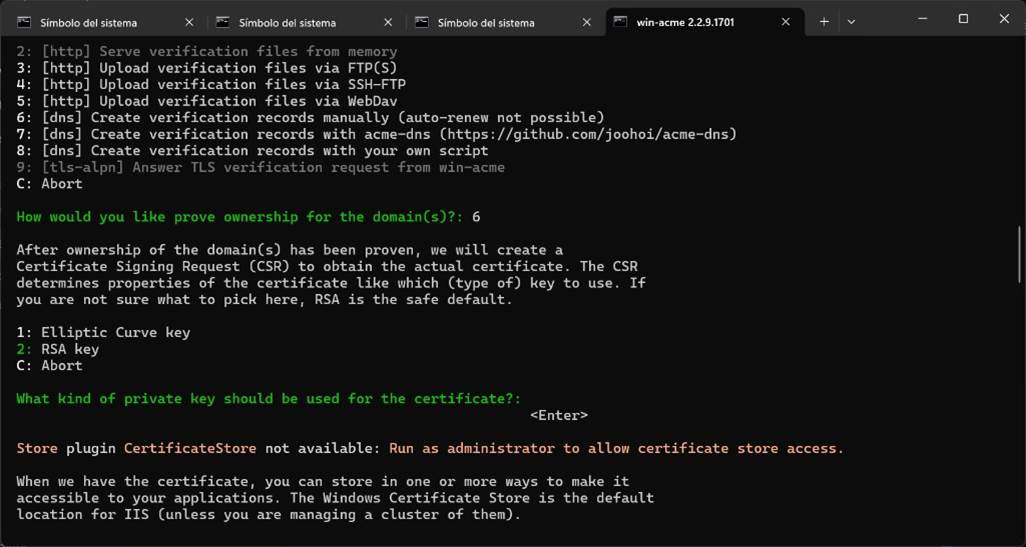 Símbolo del sistema
Símbolo del sistema
Símbolo del sistema
win-acme 2.2.9.1701
2: [http] Serve verification files from memory
3: [http] Upload verification files via FTP(S)
4: [http] Upload verification files via SSH-FTP
5: [http] Upload verification files via WebDav
6: [dns] Create verification records manually (auto-renew not possible)
7: [dns] Create verification records with acme-dns (https://github.com/joohoi/acme-dns)
8: [dns] Create verification records with your own script
9: [tls-alpn] Answer TLS verification request from win-acme
C: Abort
How would you like prove ownership for the domain(s)?: 6
After ownership of the domain(s) has been proven, we will create a
Certificate Signing Request (CSR) to obtain the actual certificate. The CSR
determines properties of the certificate like which (type of) key to use. If
you are not sure what to pick here, RSA is the safe default.
1: Elliptic Curve key
2: RSA key
C: Abort
What kind of private key should be used for the certificate?:
<Enter>
Store plugin CertificateStore not available: Run as administrator to allow certificate store access.
When we have the certificate, you can store in one or more ways to make it
accessible to your applications. The Windows Certificate Store is the default
location for IIS (unless you are managing a cluster of them).